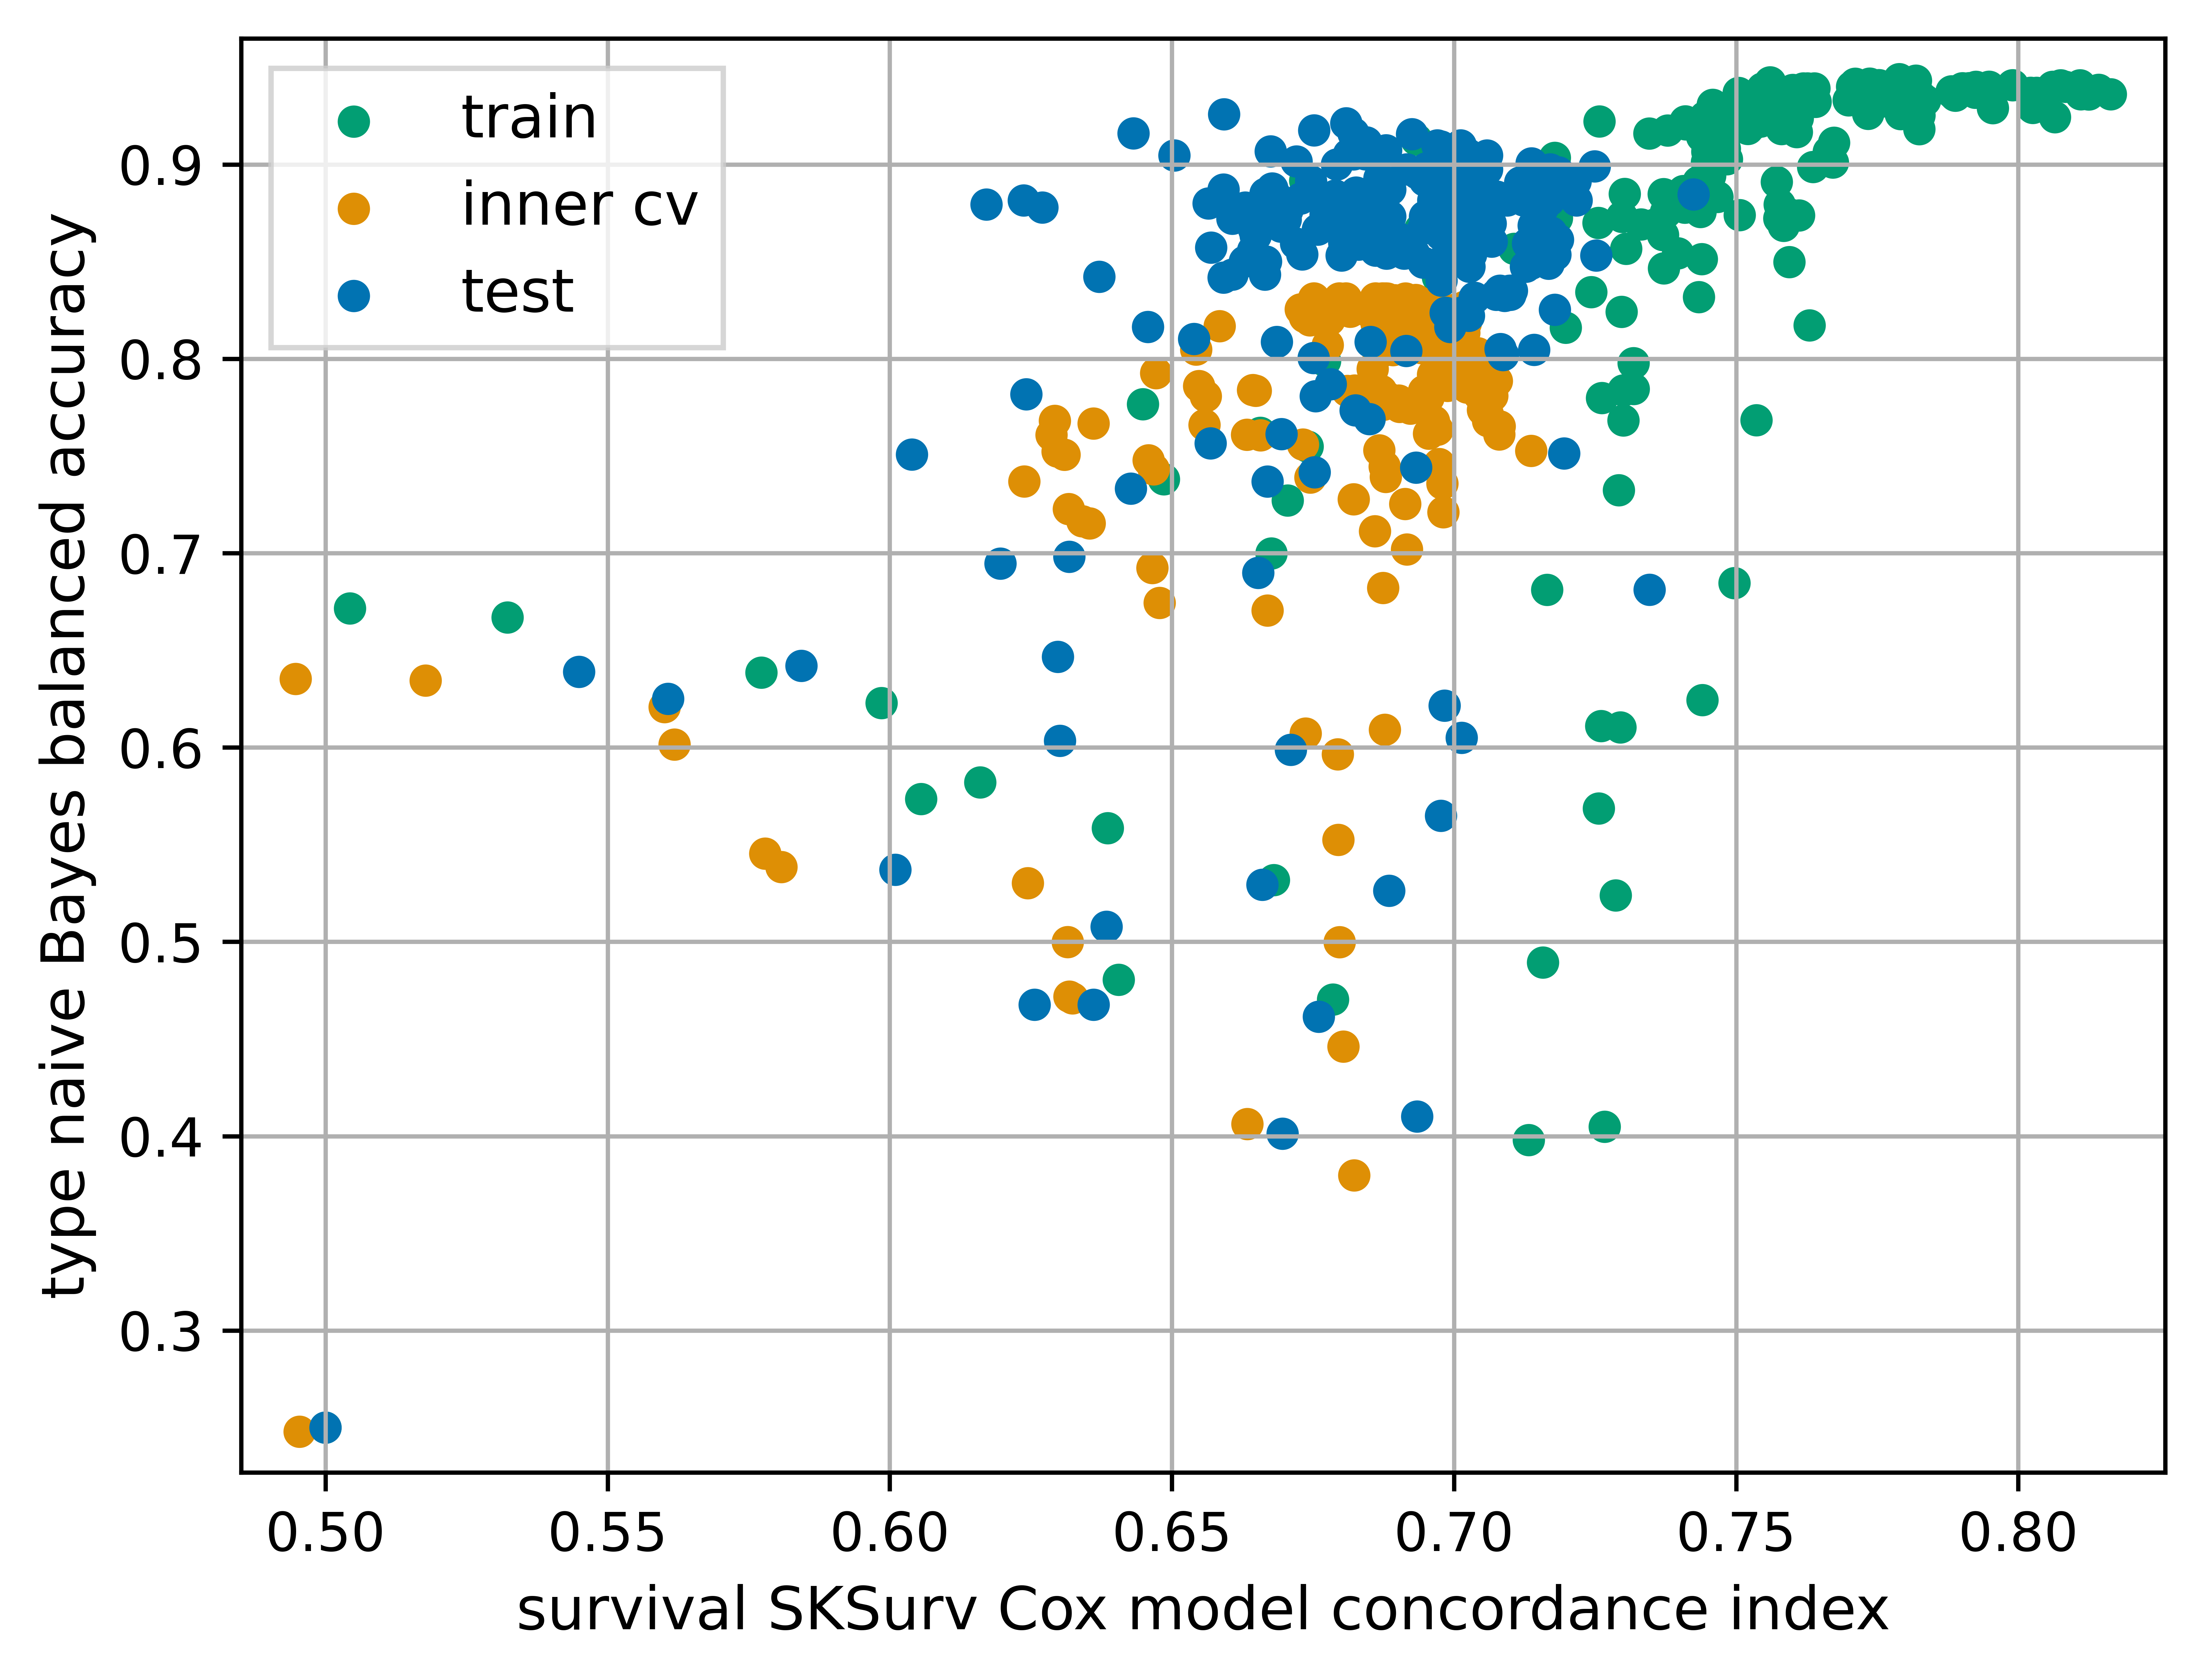 train
inner cv
test
0.9
0.8
0.7
0.6
0.5
0.4
0.3
type naive Bayes balanced accuracy
0.50 0.55 0.60 0.65 0.70 0.75 0.80
survival SKSurv Cox model concordance index